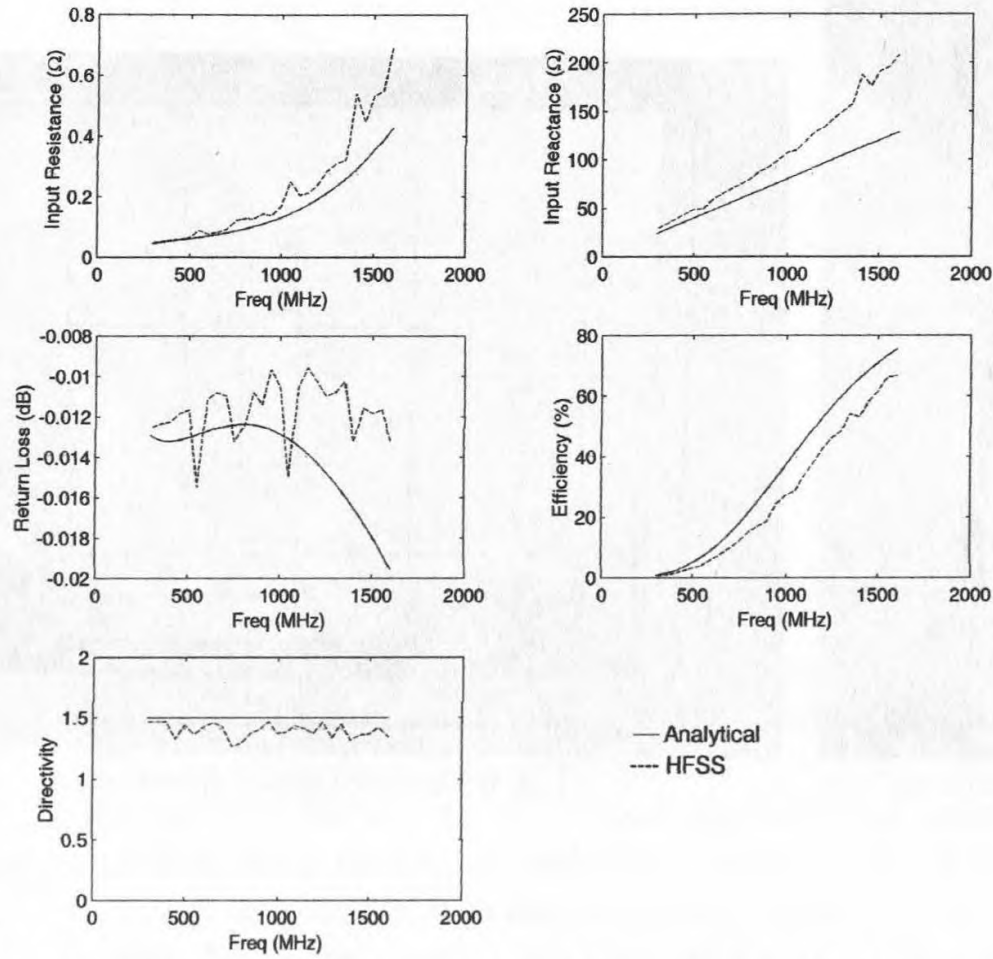 0.8
0.6
0.4
0.2
0
Input Resistance (Ω)
0 500 1000 1500 2000
Freq (MHz)
250
200
150
100
50
0
Input Reactance (Ω)
0 500 1000 1500 2000
Freq (MHz)
-0.008
-0.01
-0.012
-0.014
-0.016
-0.018
-0.02
Return Loss (dB)
500 1000 1500 2000
Freq (MHz)
80
60
40
20
0
Efficiency (%)
0 500 1000 1500 2000
Freq (MHz)
2
1.5
1
0.5
0
Directivity
0 500 1000 1500 2000
Freq (MHz)
Analytical
HFSS